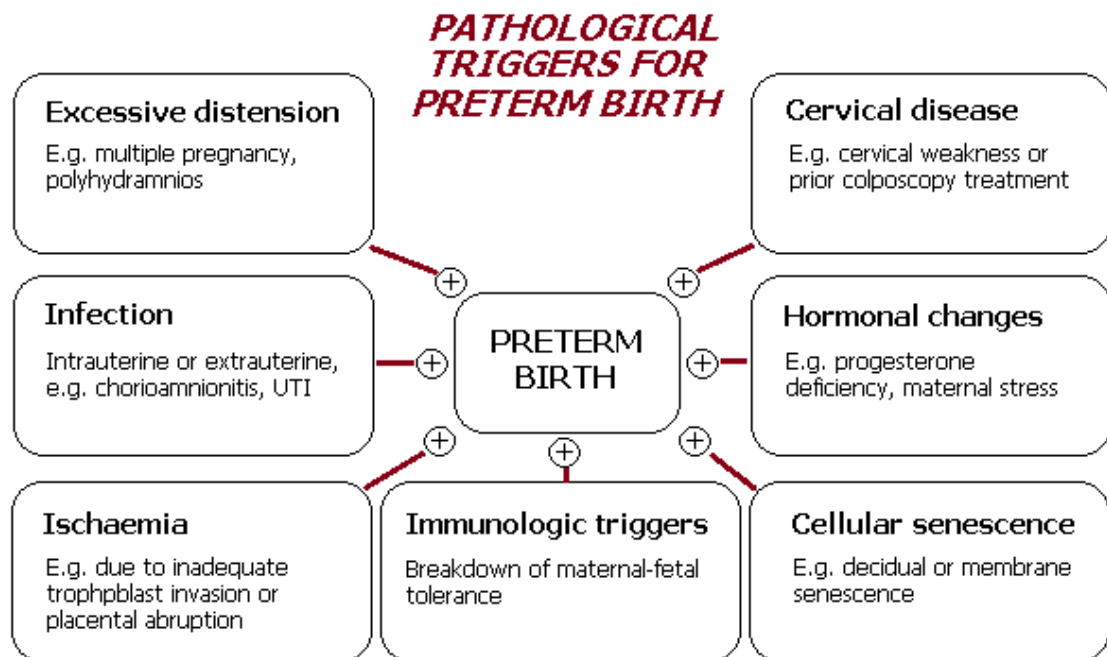 PATHOLOGICAL
TRIGGERS FOR
PRETERM BIRTH
Excessive distension
E.g. multiple pregnancy,
polyhydramnios
Cervical disease
E.g. cervical weakness or
prior colposcopy treatment
Infection
Intrauterine or extrauterine,
e.g. chorioamnionitis, UTI
PRETERM
BIRTH
Hormonal changes
E.g. progesterone
deficiency, maternal stress
Ischaemia
E.g. due to inadequate
trophpblast invasion or
placental abruption
Immunologic triggers
Breakdown of maternal-fetal
tolerance
Cellular senescence
E.g. decidual or membrane
senescence